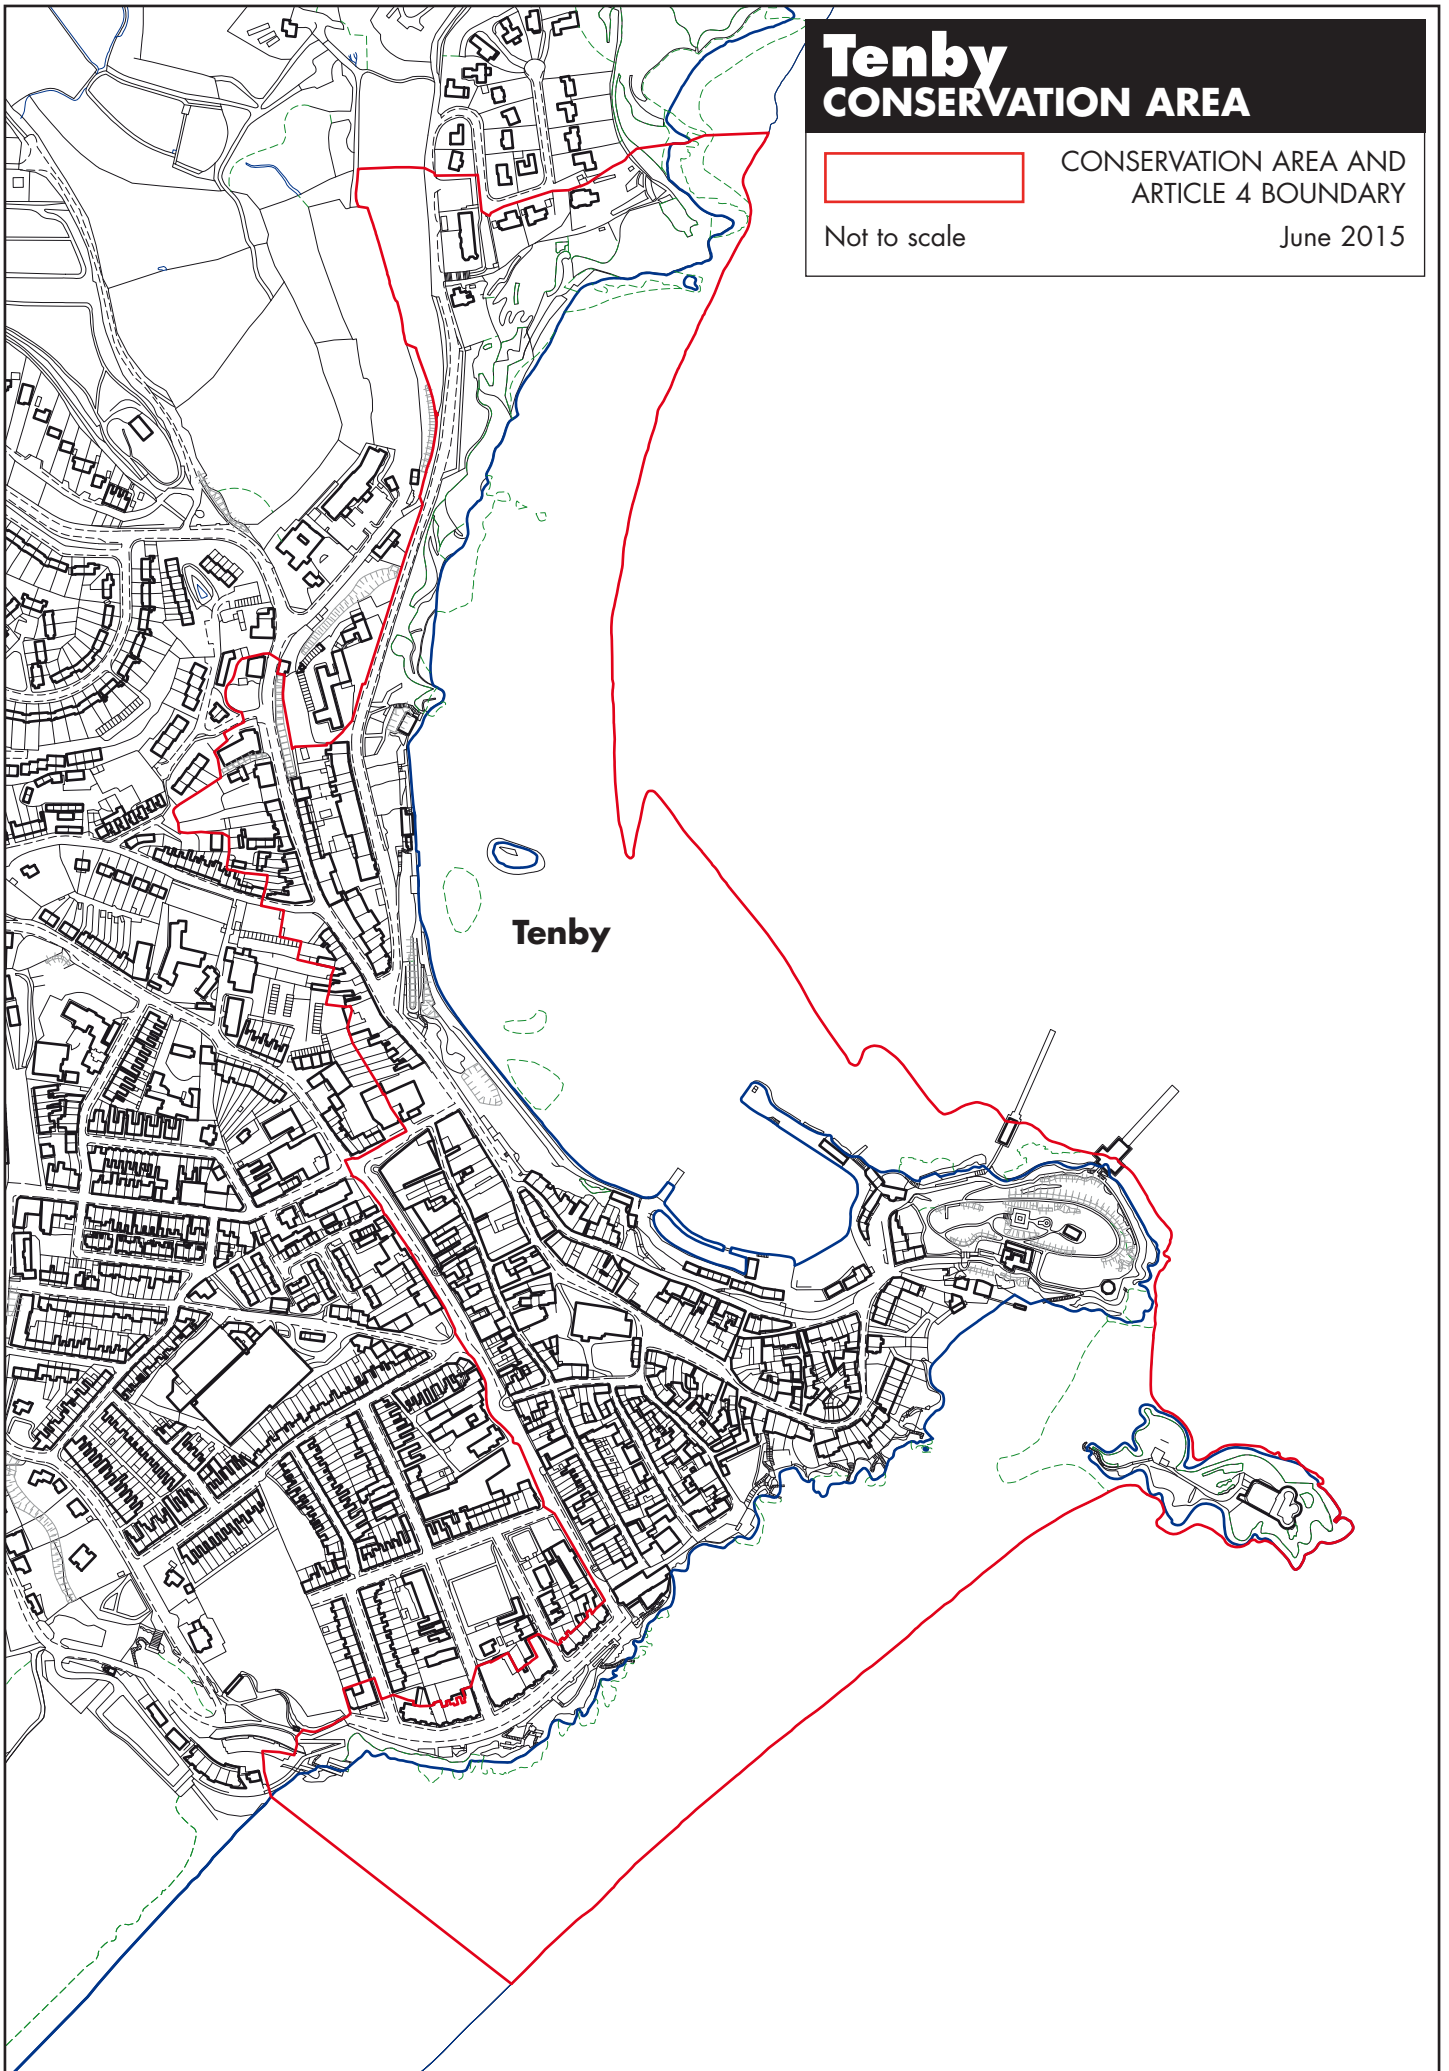 Tenby
CONSERVATION AREA
CONSERVATION AREA AND
ARTICLE 4 BOUNDARY
Not to scale
June 2015
Tenby